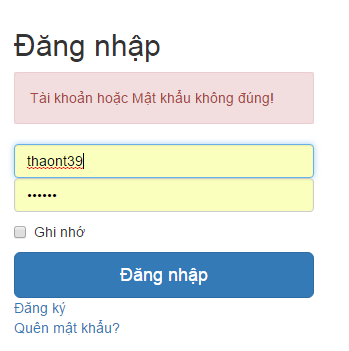 Đăng nhập
Tài khoản hoặc Mật khẩu không đúng!
thaont39
••••••
Ghi nhớ
Đăng nhập
Đăng ký
Quên mật khẩu?